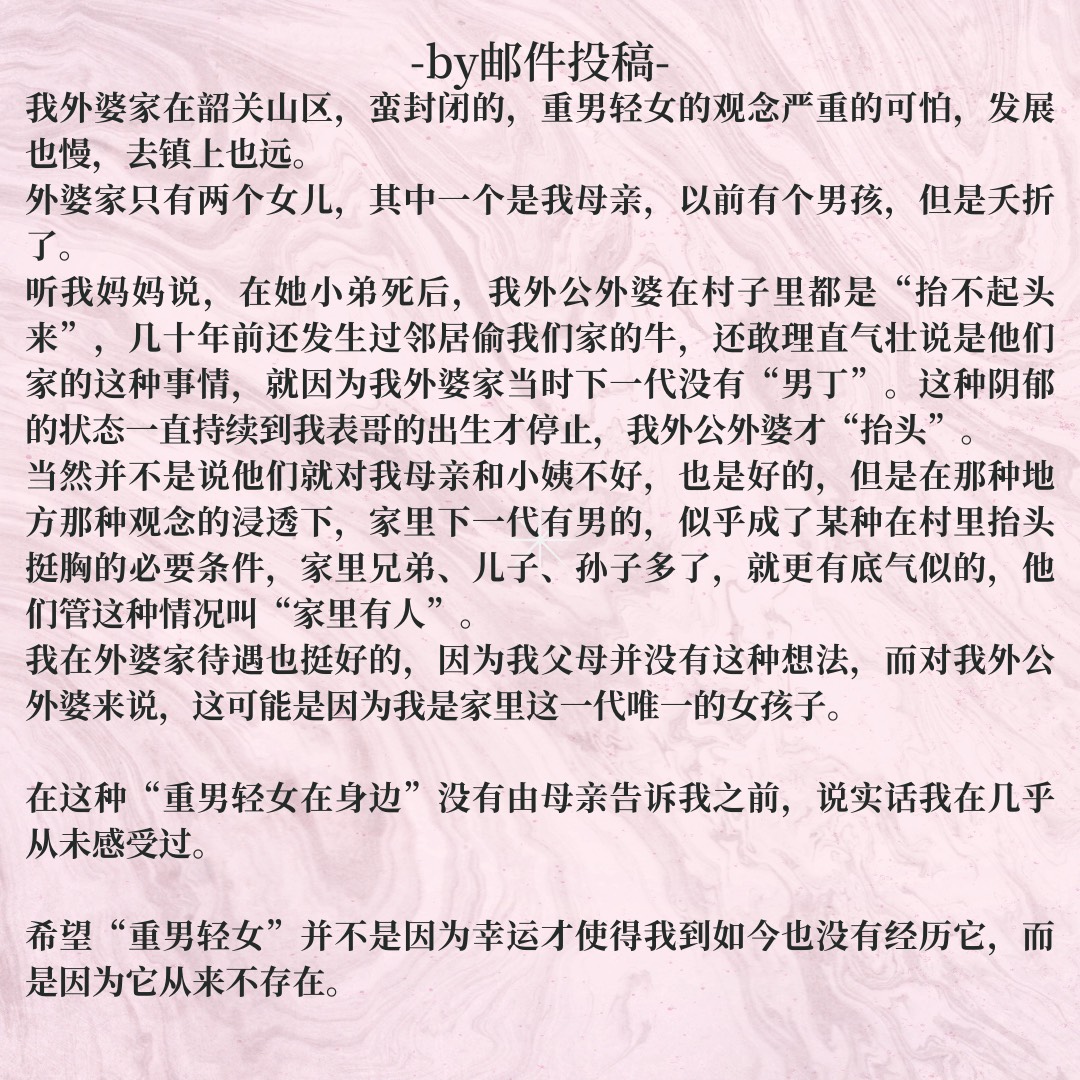 -by邮件投稿-
我外婆家在韶关山区，蛮封闭的，重男轻女的观念严重的可怕，发展
也慢，去镇上也远。
外婆家只有两个女儿，其中一个是我母亲，以前有个男孩，但是夭折
了。
听我妈妈说，在她小弟死后，我外公外婆在村子里都是“抬不起头
来”，几十年前还发生过邻居偷我们家的牛，还敢理直气壮说是他们
家的这种事情，就因为我外婆家当时下一代没有“男丁”。这种阴郁
的状态一直持续到我表哥的出生才停止，我外公外婆才“抬头”。
当然并不是说他们就对我母亲和小姨不好，也是好的，但是在那种地
方那种观念的浸透下，家里下一代有男的，似乎成了某种在村里抬头
挺胸的必要条件，家里兄弟、儿子、孙子多了，就更有底气似的，他
们管这种情况叫“家里有人”。
我在外婆家待遇也挺好的，因为我父母并没有这种想法，而对我外公
外婆来说，这可能是因为我是家里这一代唯一的女孩子。
在这种“重男轻女在身边”没有由母亲告诉我之前，说实话我在几乎
从未感受过。
希望“重男轻女”并不是因为幸运才使得我到如今也没有经历它，而
是因为它从来不存在。